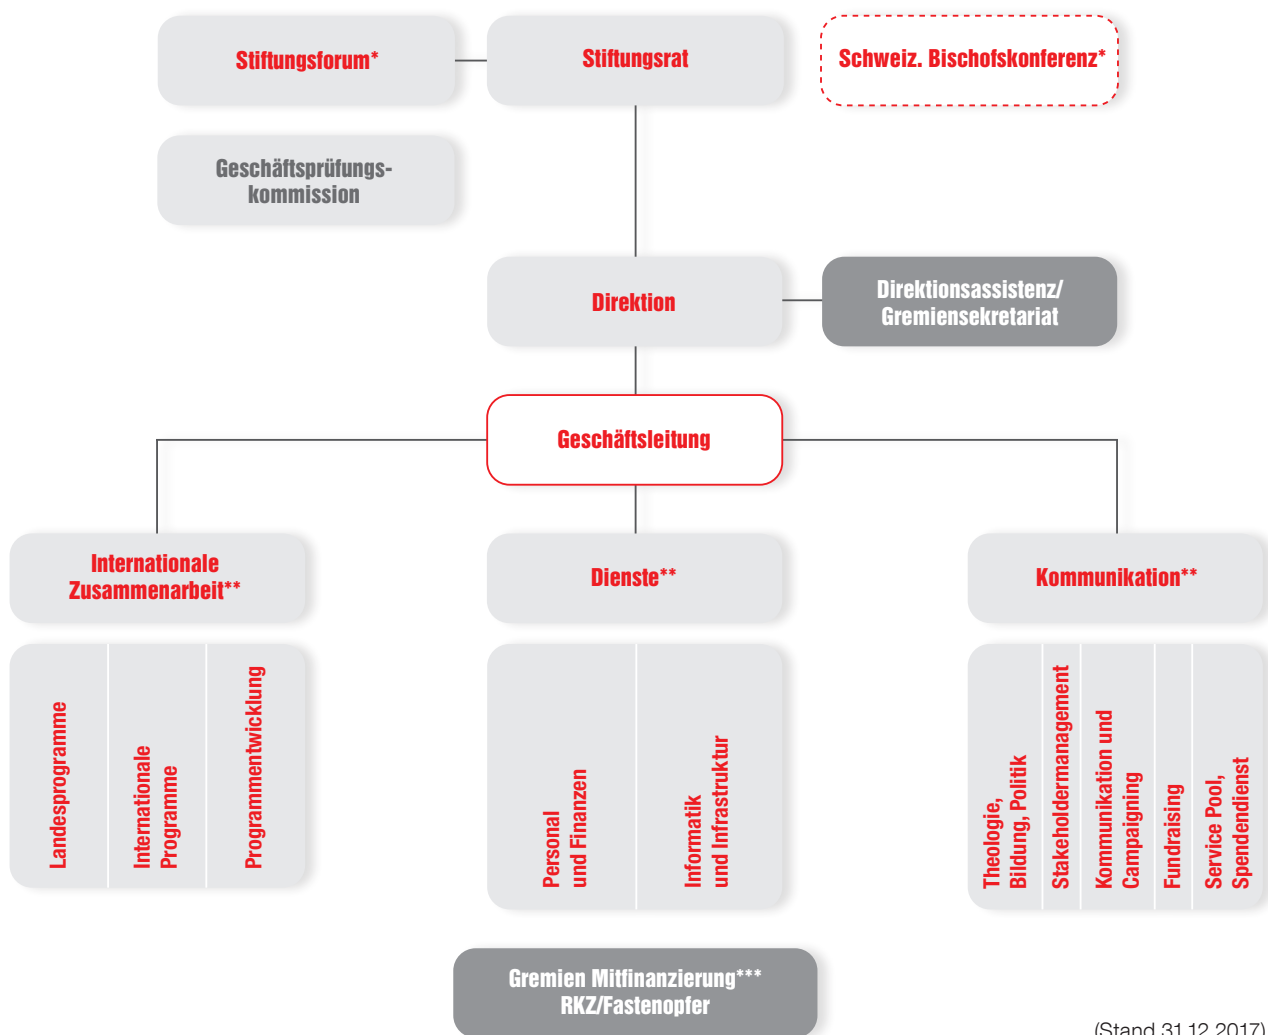 Stiftungsforum*
Stiftungsrat
Schweiz. Bischofskonferenz*
Geschäftsprüfungs-
kommission
Direktion
Direktionsassistenz/
Gremiensekretariat
Geschäftsleitung
Internationale
Zusammenarbeit**
Dienste**
Kommunikation**
Landesprogramme
Internationale
Programme
Programmentwicklung
Personal
und Finanzen
Informatik
und Infrastruktur
Theologie,
Bildung, Politik
Stakeholdermanagement
Kommunikation und
Campaigning
Fundraising
Service Pool,
Spendendienst
Gremien Mitfinanzierung***
RKZ/Fastenopfer
(Stand 31.12.2017)